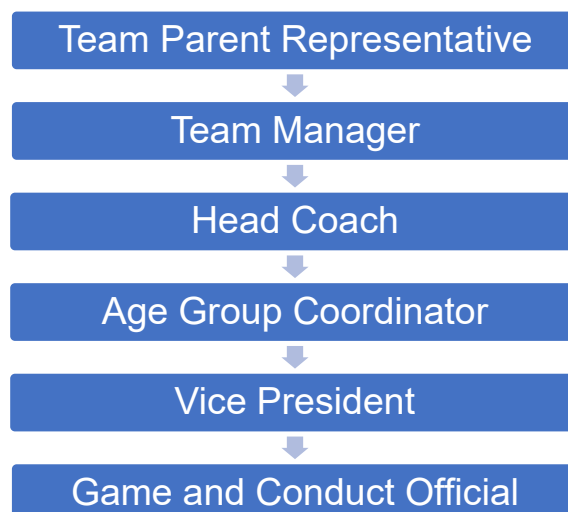 Team Parent Representative
Team Manager
Head Coach
Age Group Coordinator
Vice President
Game and Conduct Official